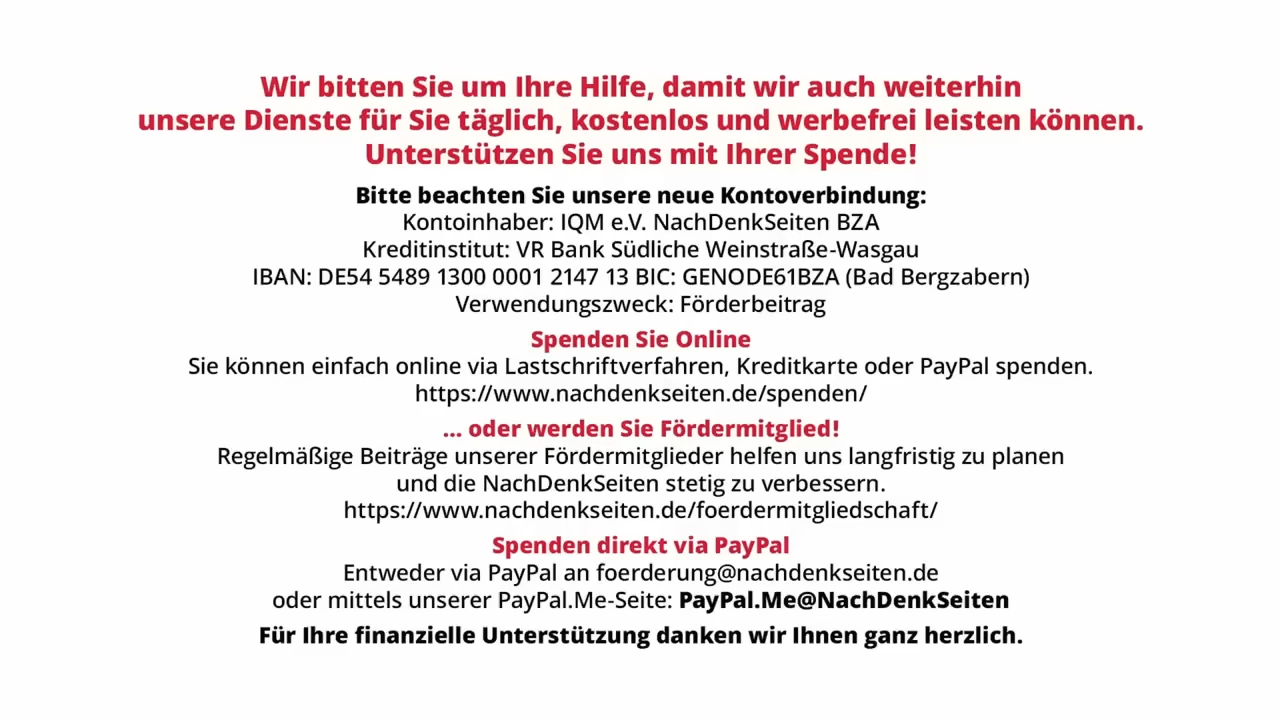 Wir bitten Sie um Ihre Hilfe, damit wir auch weiterhin
unsere Dienste für Sie täglich, kostenlos und werbefrei leisten können.
Unterstützen Sie uns mit Ihrer Spende!
Bitte beachten Sie unsere neue Kontoverbindung:
Kontoinhaber: IQM e.V. NachDenkSeiten BZA
Kreditinstitut: VR Bank Südliche Weinstraße-Wasgau
IBAN: DE54 5489 1300 0001 2147 13 BIC: GENODE61BZA (Bad Bergzabern)
Verwendungszweck: Förderbeitrag
Spenden Sie Online
Sie können einfach online via Lastschriftverfahren, Kreditkarte oder PayPal spenden.
https://www.nachdenkseiten.de/spenden/
... oder werden Sie Fördermitglied!
Regelmäßige Beiträge unserer Fördermitglieder helfen uns langfristig zu planen
und die NachDenkSeiten stetig zu verbessern.
https://www.nachdenkseiten.de/foerdermitgliedschaft/
Spenden direkt via PayPal
Entweder via PayPal an foerderung@nachdenkseiten.de
oder mittels unserer PayPal.Me-Seite: PayPal.Me@NachDenkSeiten
Für Ihre finanzielle Unterstützung danken wir Ihnen ganz herzlich.